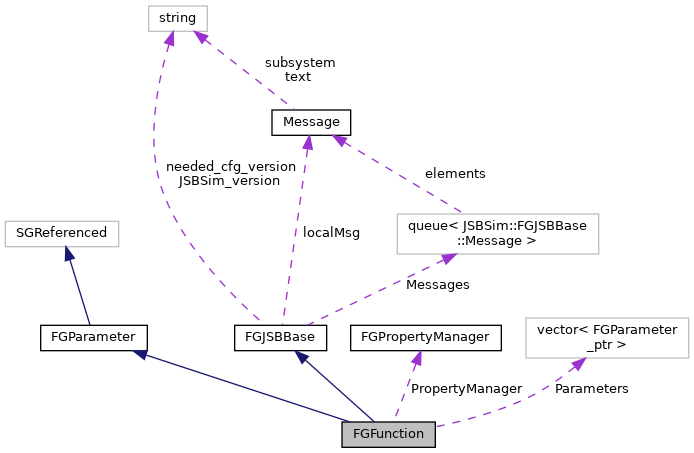 string
subsystem
text
Message
needed_cfg_version
JSBSim_version
elements
localMsg
SGReferenced
queue< JSBSim::FGJSBBase
::Message >
Messages
FGParameter
FGJSBBase
FGPropertyManager
vector< FGParameter
_ptr >
PropertyManager
Parameters
FGFunction